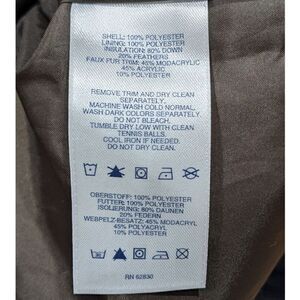 SHELL: 100% POLYESTER
LINING: 100% POLYESTER
INSULATION: 80% DOWN
20% FEATHERS
FAUX FUR TRIM: 45% MODACRYLIC
45% ACRYLIC
10% POLYESTER
REMOVE TRIM AND DRY CLEAN
SEPARATELY.
MACHINE WASH COLD NORMAL.
WASH DARK COLORS SEPARATELY.
DO NOT BLEACH.
TUMBLE DRY LOW WITH CLEAN
TENNIS BALLS.
COOL IRON IF NEEDED.
DO NOT DRY CLEAN.
OBERSTOFF: 100% POLYESTER
FUTTER: 100% POLYESTER
ISOLIERUNG: 80% DAUNEN
20% FEDERN
WEBPELZ-BESATZ: 45% MODACRYL
45% POLYACRYL
10% POLYESTER
RN 62830